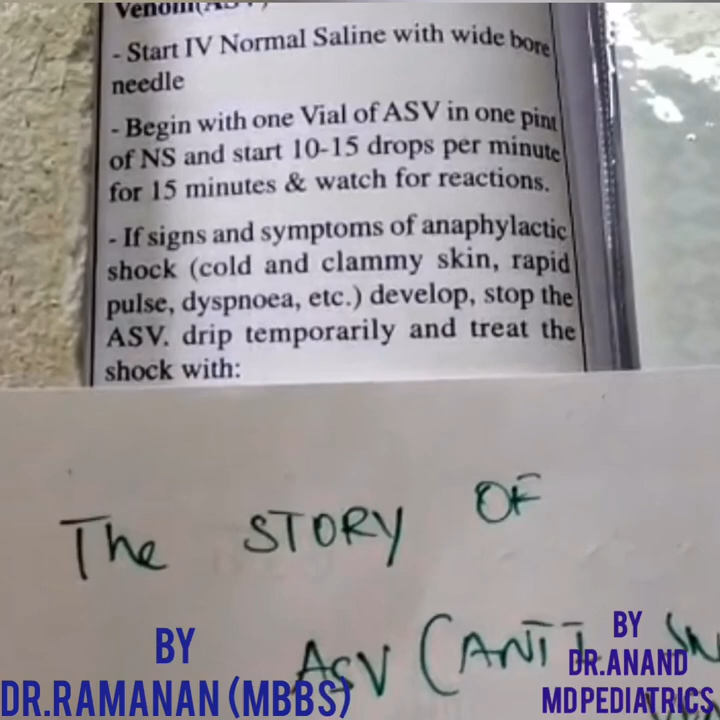 - Start IV Normal Saline with wide bore
needle
- Begin with one Vial of ASV in one pint
of NS and start 10-15 drops per minute
for 15 minutes & watch for reactions.
- If signs and symptoms of anaphylactic
shock (cold and clammy skin, rapid
pulse, dyspnoea, etc.) develop, stop the
ASV. drip temporarily and treat the
shock with:
The STORY OF
ASV (ANTI
BY
DR.RAMANAN (MBBS)
BY
DR.ANAND
MD PEDIATRICS